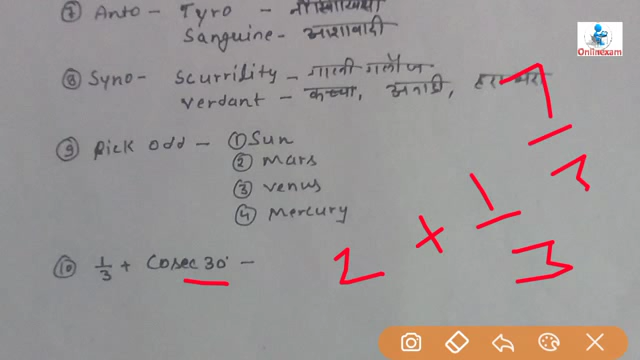 ⑦ Anto - Tyro - नौसिखिया
Sanguine - आशावादी
Onlinexam
⑧ Syno - Scurrility - गाली गलौज
Verdant - कच्चा, अनाड़ी, हरा भरा
⑨ Pick odd - ① Sun
② Mars
③ Venus
④ Mercury
7
3
⑩ 1/3 + Cosec 30° -
2 + 1/3